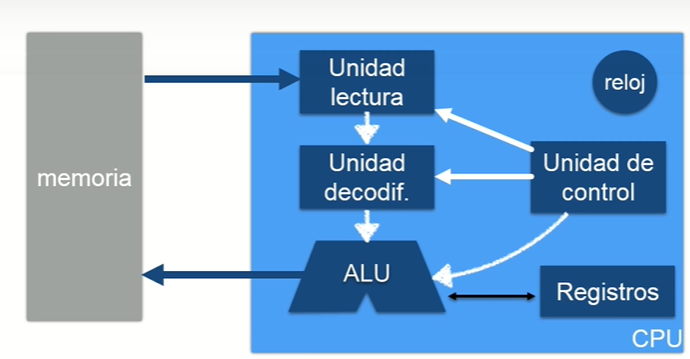 memoria
Unidad
lectura
reloj
Unidad
decodif.
Unidad de
control
ALU
Registros
CPU